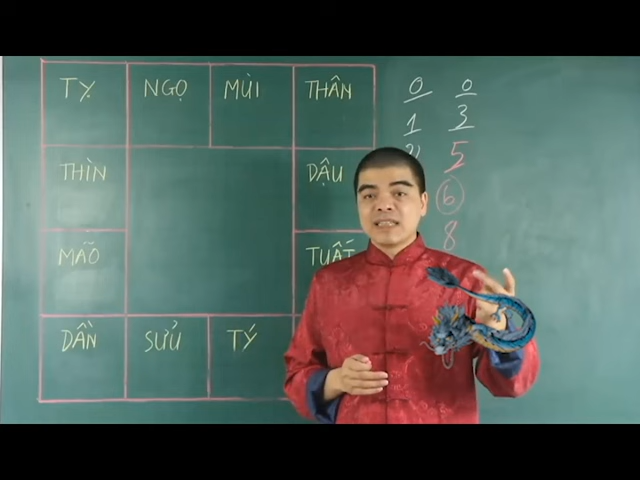 TỴ NGỌ MÙI THÂN
THÌN DẬU
MÃO TUẤT
DẦN SỬU TÝ
0 0
1 3
5
6
8